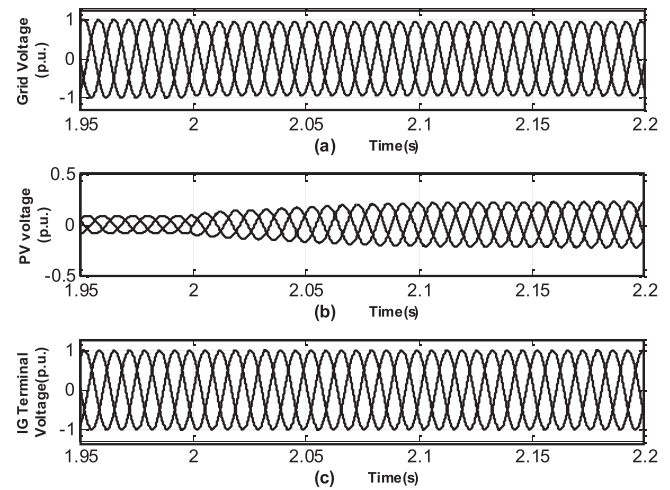 Grid Voltage
(p.u.)
1
0
-1
1.95 2 2.05 2.1 2.15 2.2
(a) Time(s)
PV voltage
(p.u.)
0.5
0
-0.5
1.95 2 2.05 2.1 2.15 2.2
(b) Time(s)
IG Terminal
Voltage(p.u.)
1
0
-1
1.95 2 2.05 2.1 2.15 2.2
(c) Time(s)